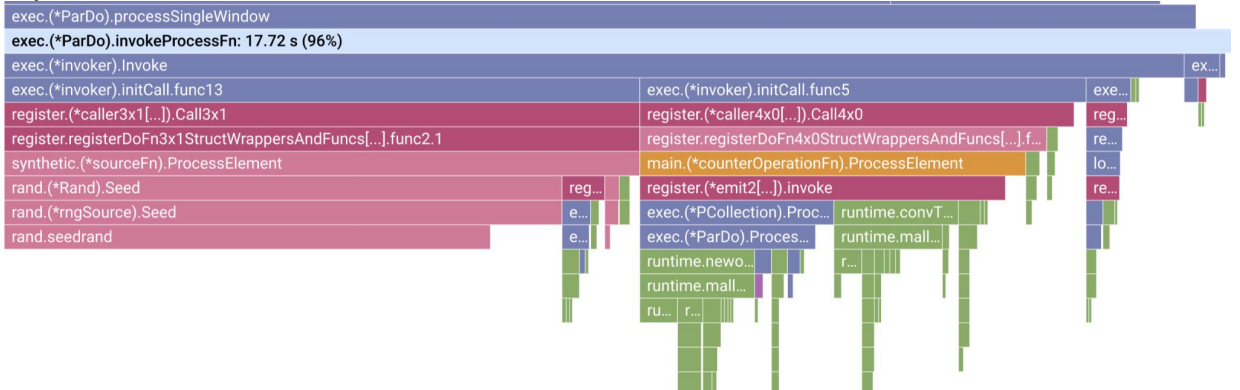 exec.(*ParDo).processSingleWindow
exec.(*ParDo).invokeProcessFn: 17.72 s (96%)
exec.(*invoker).Invoke ex...
exec.(*invoker).initCall.func13 exec.(*invoker).initCall.func5 exe...
register.(*caller3x1[...]).Call3x1 register.(*caller4x0[...]).Call4x0 reg...
register.registerDoFn3x1StructWrappersAndFuncs[...].func2.1 register.registerDoFn4x0StructWrappersAndFuncs[...].f... re...
synthetic.(*sourceFn).ProcessElement main.(*counterOperationFn).ProcessElement lo...
rand.(*Rand).Seed reg... register.(*emit2[...]).invoke re...
rand.(*rngSource).Seed e... exec.(*PCollection).Proc... runtime.convT...
rand.seedrand e... exec.(*ParDo).Proces... runtime.mall...
runtime.newo... r...
runtime.mall...
ru... r...